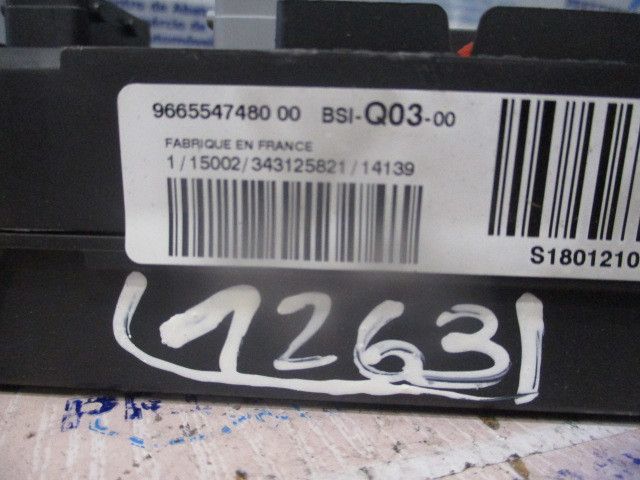 9665547480 00 BSI-Q03-00
FABRIQUE EN FRANCE
1/15002/343125821/14139
S1801210
1263